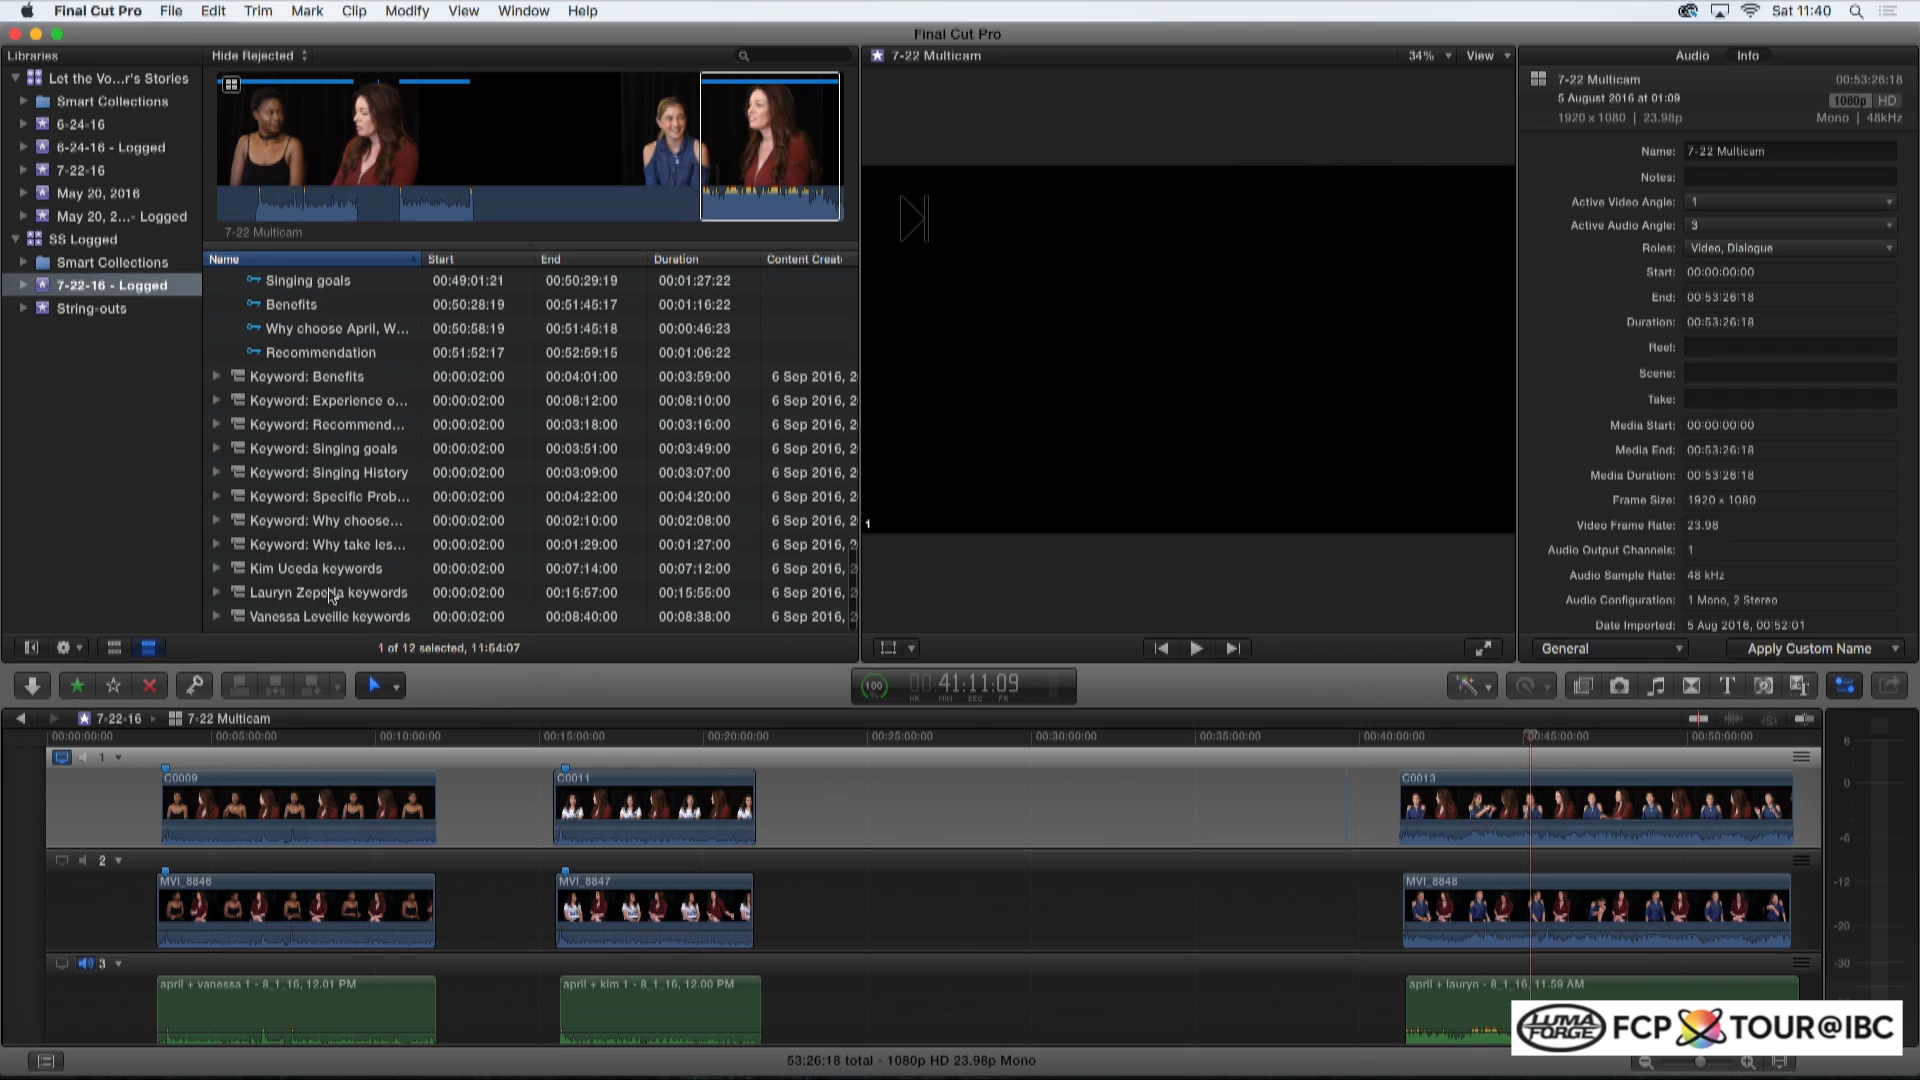 Final Cut Pro File Edit Trim Mark Clip Modify View Window Help Sat 11:40
Final Cut Pro
Libraries
Hide Rejected
Let the Vo...r's Stories
Smart Collections
6-24-16
6-24-16 - Logged
7-22-16
May 20, 2016
May 20, 2...- Logged
SS Logged
Smart Collections
7-22-16 - Logged
String-outs
7-22 Multicam
Name Start End Duration Content Creat
Singing goals 00:49:01:21 00:50:29:19 00:01:27:22
Benefits 00:50:28:19 00:51:45:17 00:01:16:22
Why choose April, W... 00:50:58:19 00:51:45:18 00:00:46:23
Recommendation 00:51:52:17 00:52:59:15 00:01:06:22
Keyword: Benefits 00:00:02:00 00:04:01:00 00:03:59:00 6 Sep 2016, 2
Keyword: Experience o... 00:00:02:00 00:08:12:00 00:08:10:00 6 Sep 2016, 2
Keyword: Recommend... 00:00:02:00 00:03:18:00 00:03:16:00 6 Sep 2016, 2
Keyword: Singing goals 00:00:02:00 00:03:51:00 00:03:49:00 6 Sep 2016, 2
Keyword: Singing History 00:00:02:00 00:03:09:00 00:03:07:00 6 Sep 2016, 2
Keyword: Specific Prob... 00:00:02:00 00:04:22:00 00:04:20:00 6 Sep 2016, 2
Keyword: Why choose... 00:00:02:00 00:02:10:00 00:02:08:00 6 Sep 2016, 2
Keyword: Why take les... 00:00:02:00 00:01:29:00 00:01:27:00 6 Sep 2016, 2
Kim Uceda keywords 00:00:02:00 00:07:14:00 00:07:12:00 6 Sep 2016, 2
Lauryn Zepeda keywords 00:00:02:00 00:15:57:00 00:15:55:00 6 Sep 2016, 2
Vanessa Leveille keywords 00:00:02:00 00:08:40:00 00:08:38:00 6 Sep 2016, 2
1 of 12 selected, 11:54:07
7-22 Multicam 34% View
1
Audio Info
7-22 Multicam 00:53:26:18
5 August 2016 at 01:09 1080p HD
1920 x 1080 | 23.98p Mono | 48kHz
Name: 7-22 Multicam
Notes:
Active Video Angle: 1
Active Audio Angle: 3
Roles: Video, Dialogue
Start: 00:00:00:00
End: 00:53:26:18
Duration: 00:53:26:18
Reel:
Scene:
Take:
Media Start: 00:00:00:00
Media End: 00:53:26:18
Media Duration: 00:53:26:18
Frame Size: 1920 x 1080
Video Frame Rate: 23.98
Audio Output Channels: 1
Audio Sample Rate: 48 kHz
Audio Configuration: 1 Mono, 2 Stereo
Date Imported: 5 Aug 2016, 00:52:01
General Apply Custom Name
100 % 00:41:11:09
HR MIN SEC FR
7-22-16 7-22 Multicam
00:00:00:00 00:05:00:00 00:10:00:00 00:15:00:00 00:20:00:00 00:25:00:00 00:30:00:00 00:35:00:00 00:40:00:00 00:45:00:00 00:50:00:00
1
C0009 C0011 C0013
2
MVI_8846 MVI_8847 MVI_8848
3
april + vanessa 1 - 8_1_16, 12.01 PM april + kim 1 - 8_1_16, 12.00 PM april + lauryn - 8_1_16, 11.59 AM
6
0
-6
-12
-20
-30
LUMA FORGE FCP X TOUR@IBC
53:26:18 total - 1080p HD 23.98p Mono